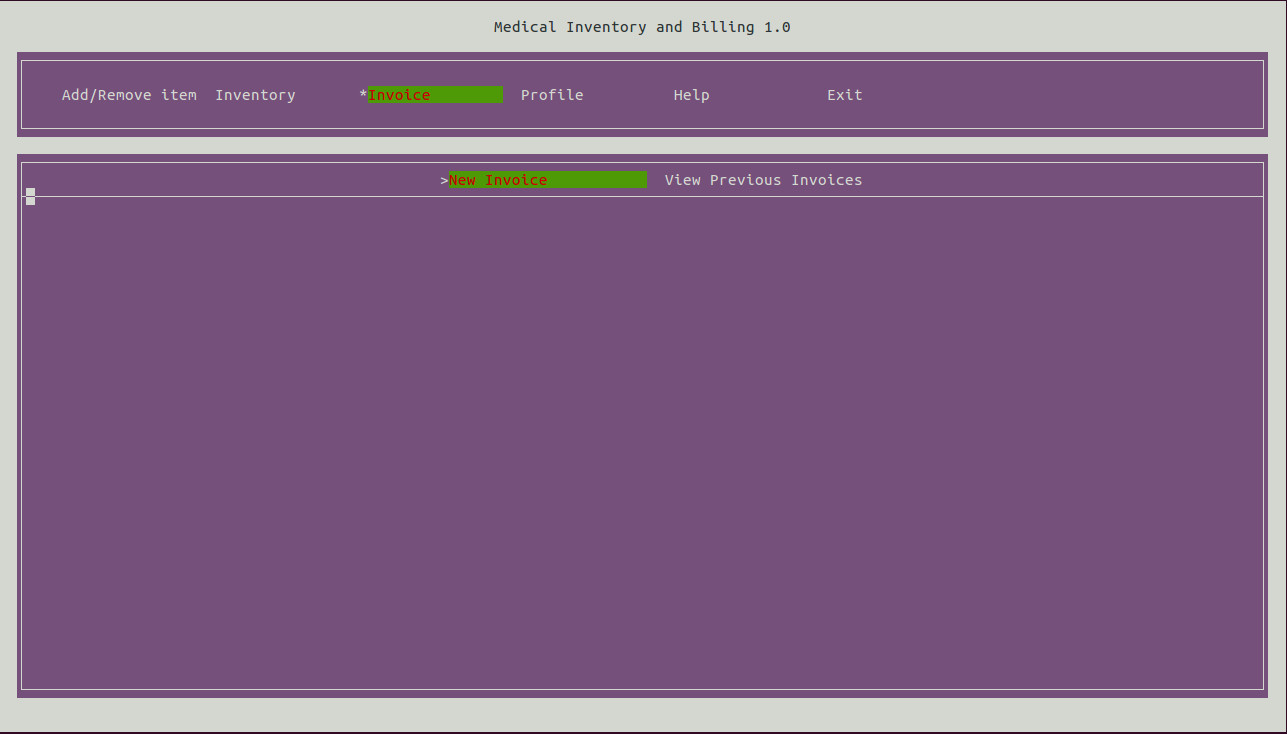 Medical Inventory and Billing 1.0
Add/Remove item Inventory *Invoice Profile Help Exit
>New Invoice View Previous Invoices